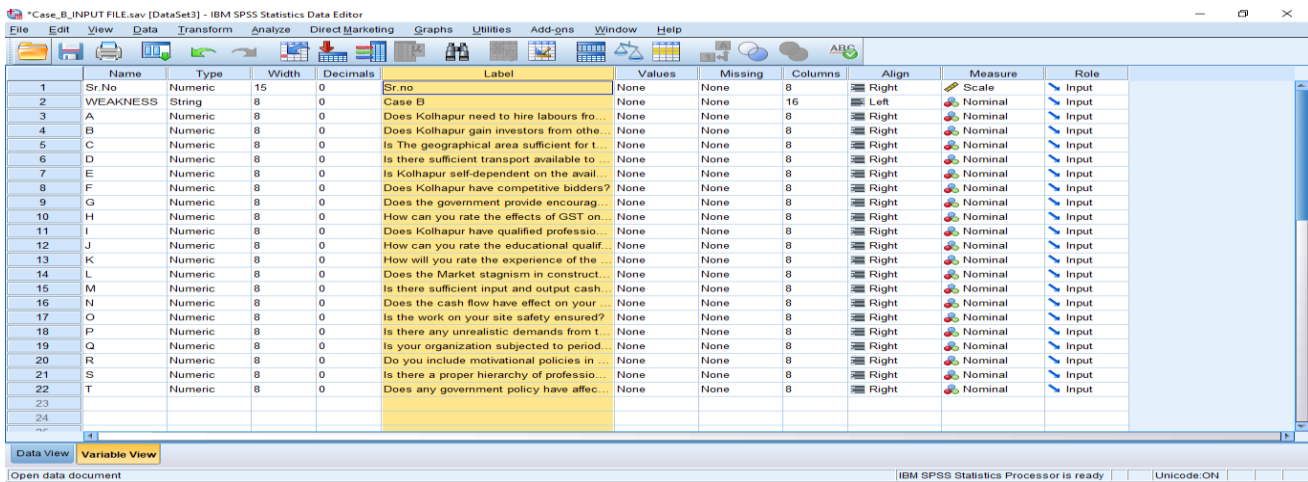 *Case_B_INPUT FILE.sav [DataSet3] - IBM SPSS Statistics Data Editor
File Edit View Data Transform Analyze Direct Marketing Graphs Utilities Add-ons Window Help
Name Type Width Decimals Label Values Missing Columns Align Measure Role
1 Sr.No Numeric 15 0 Sr.no None None 8 Right Scale Input
2 WEAKNESS String 8 0 Case B None None 16 Left Nominal Input
3 A Numeric 8 0 Does Kolhapur need to hire labours fro... None None 8 Right Nominal Input
4 B Numeric 8 0 Does Kolhapur gain investors from othe... None None 8 Right Nominal Input
5 C Numeric 8 0 Is The geographical area sufficient for t... None None 8 Right Nominal Input
6 D Numeric 8 0 Is there sufficient transport available to ... None None 8 Right Nominal Input
7 E Numeric 8 0 Is Kolhapur self-dependent on the avail... None None 8 Right Nominal Input
8 F Numeric 8 0 Does Kolhapur have competitive bidders? None None 8 Right Nominal Input
9 G Numeric 8 0 Does the government provide encourag... None None 8 Right Nominal Input
10 H Numeric 8 0 How can you rate the effects of GST on... None None 8 Right Nominal Input
11 I Numeric 8 0 Does Kolhapur have qualified professio... None None 8 Right Nominal Input
12 J Numeric 8 0 How can you rate the educational qualif... None None 8 Right Nominal Input
13 K Numeric 8 0 How will you rate the experience of the ... None None 8 Right Nominal Input
14 L Numeric 8 0 Does the Market stagnism in construct... None None 8 Right Nominal Input
15 M Numeric 8 0 Is there sufficient input and output cash... None None 8 Right Nominal Input
16 N Numeric 8 0 Does the cash flow have effect on your ... None None 8 Right Nominal Input
17 O Numeric 8 0 Is the work on your site safety ensured? None None 8 Right Nominal Input
18 P Numeric 8 0 Is there any unrealistic demands from t... None None 8 Right Nominal Input
19 Q Numeric 8 0 Is your organization subjected to period... None None 8 Right Nominal Input
20 R Numeric 8 0 Do you include motivational policies in ... None None 8 Right Nominal Input
21 S Numeric 8 0 Is there a proper hierarchy of professio... None None 8 Right Nominal Input
22 T Numeric 8 0 Does any government policy have affec... None None 8 Right Nominal Input
23
24
Data View Variable View
Open data document IBM SPSS Statistics Processor is ready Unicode:ON